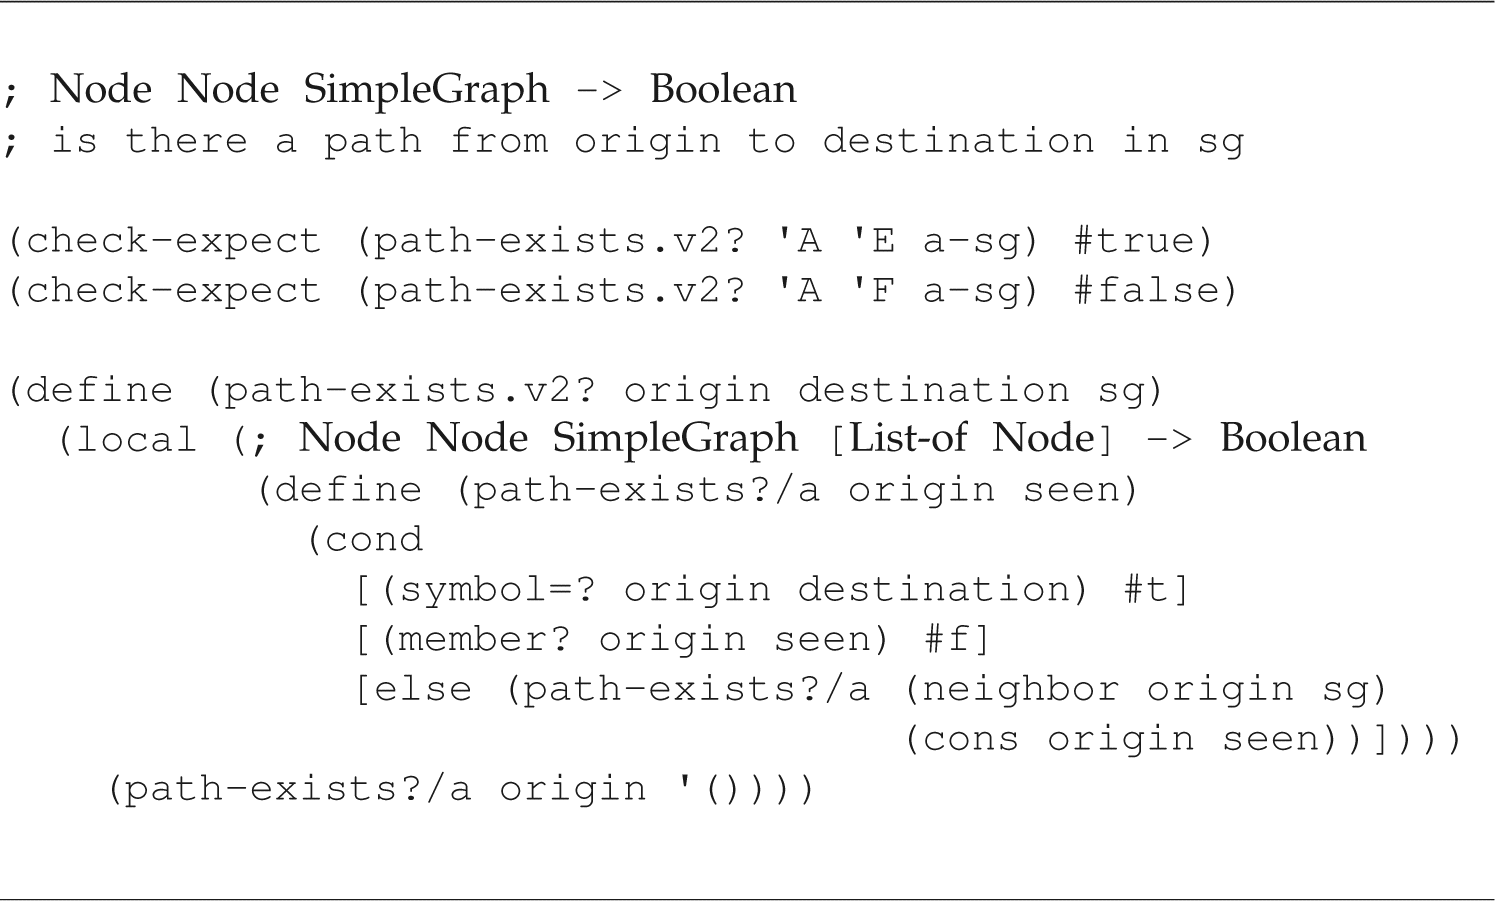 ; Node Node SimpleGraph -> Boolean
; is there a path from origin to destination in sg

(check-expect (path-exists.v2? 'A 'E a-sg) #true)
(check-expect (path-exists.v2? 'A 'F a-sg) #false)

(define (path-exists.v2? origin destination sg)
  (local (; Node Node SimpleGraph [List-of Node] -> Boolean
          (define (path-exists?/a origin seen)
            (cond
              [(symbol=? origin destination) #t]
              [(member? origin seen) #f]
              [else (path-exists?/a (neighbor origin sg)
                                    (cons origin seen))])))
    (path-exists?/a origin '())))